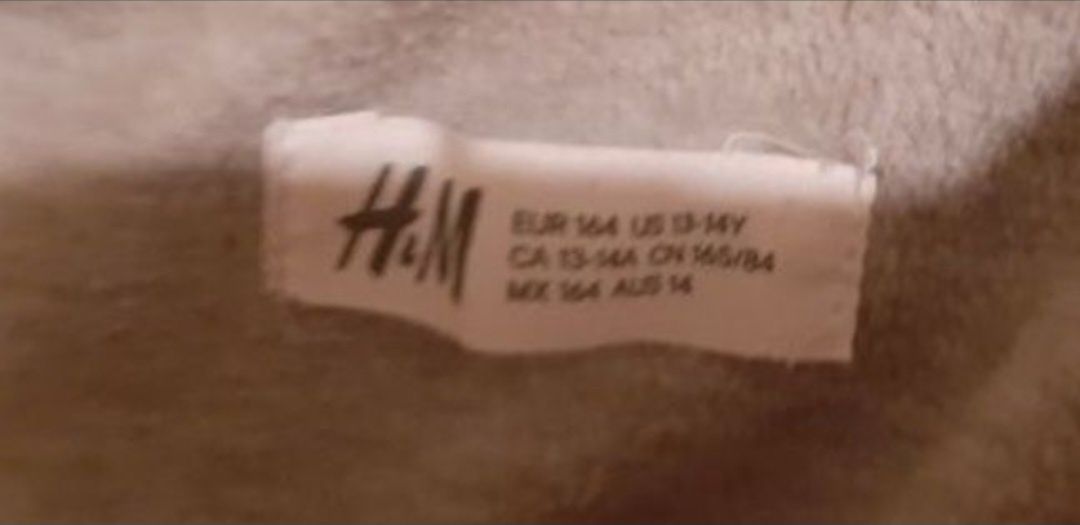 H&M
EUR 164 US 13-14Y
CA 13-14A CN 165/84
MX 164 AUS 14